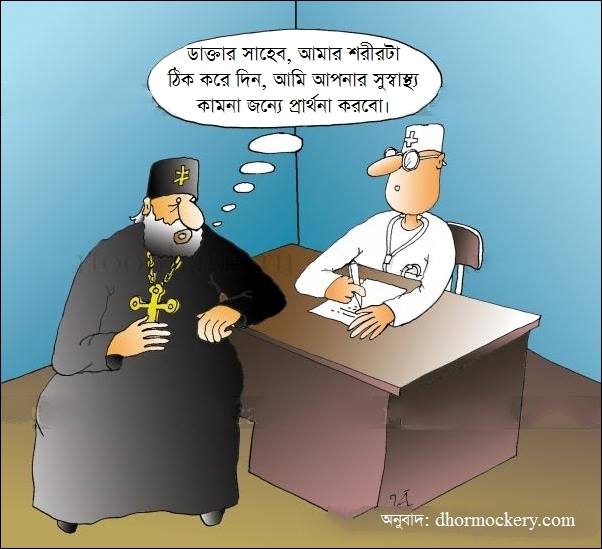 ডাক্তার সাহেব, আমার শরীরটা
ঠিক করে দিন, আমি আপনার সুস্বাস্থ্য
কামনা জন্যে প্রার্থনা করবো।
অনুবাদ: dhormockery.com